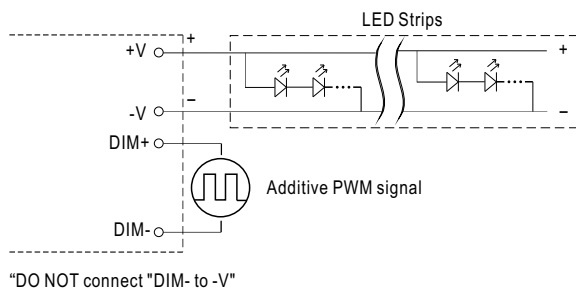 LED Strips
+V
+
+
-V
−
−
DIM+
Additive PWM signal
DIM-
“DO NOT connect "DIM- to -V"